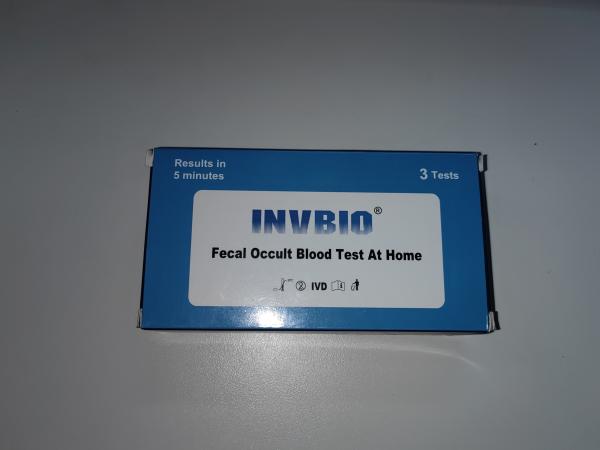 Results in
5 minutes
3 Tests
INVBIO®
Fecal Occult Blood Test At Home
IVD